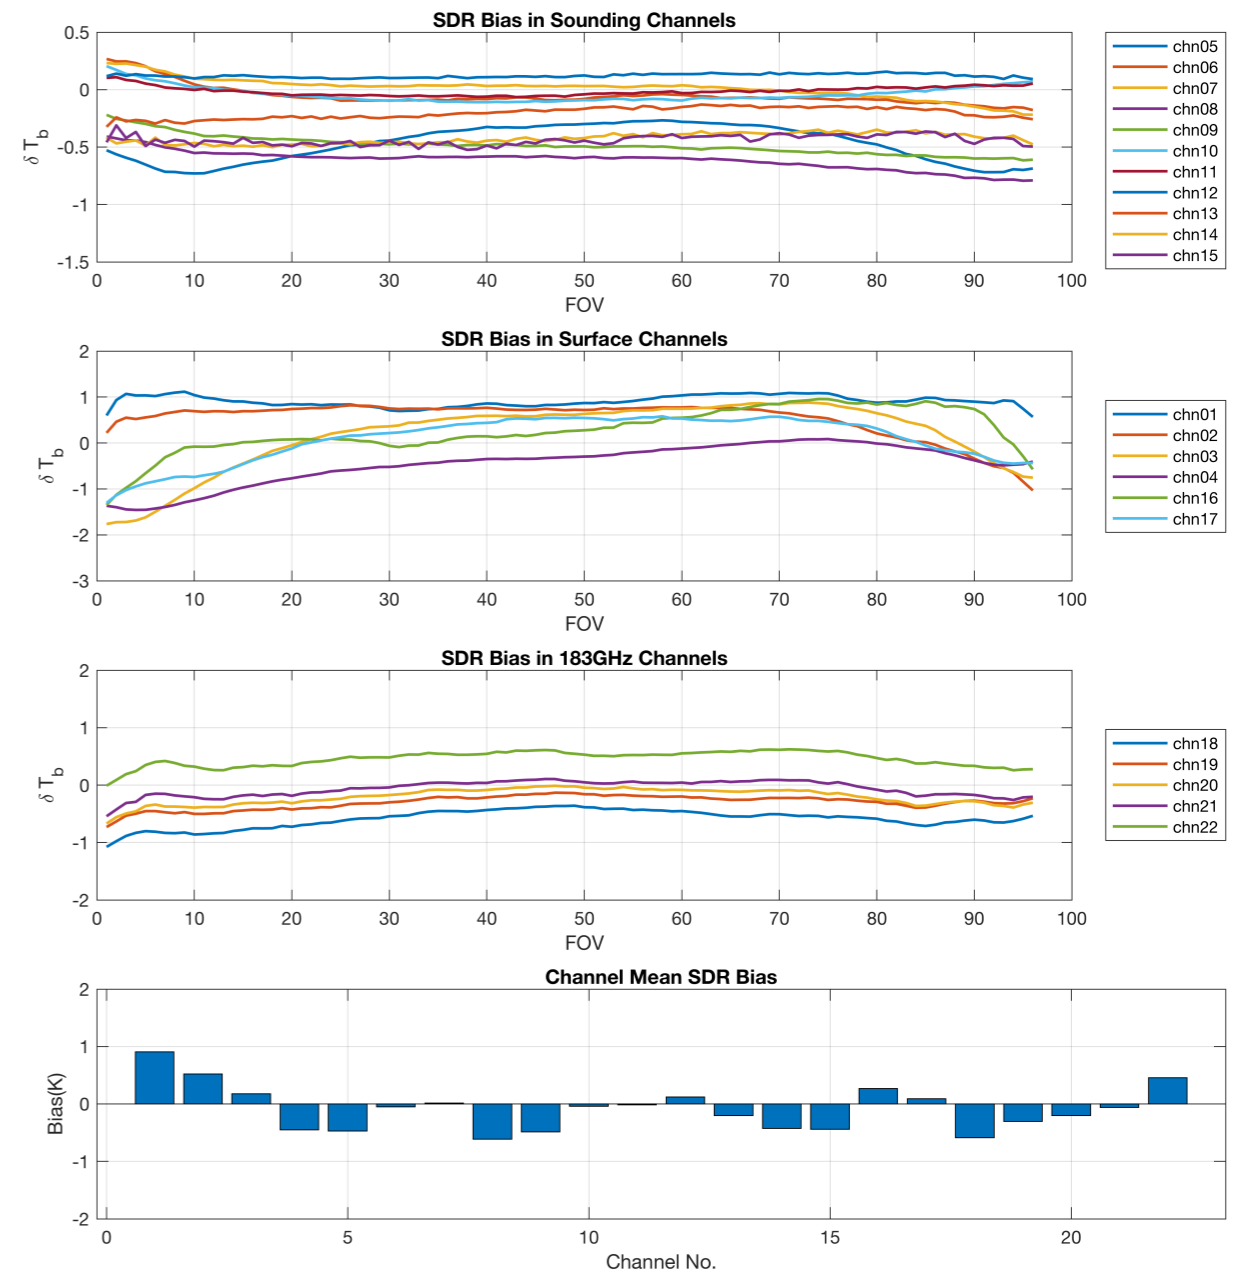 SDR Bias in Sounding Channels
0.5
0
-0.5
-1
-1.5
δ T_b
0 10 20 30 40 50 60 70 80 90 100
FOV
chn05
chn06
chn07
chn08
chn09
chn10
chn11
chn12
chn13
chn14
chn15
SDR Bias in Surface Channels
2
1
0
-1
-2
-3
δ T_b
0 10 20 30 40 50 60 70 80 90 100
FOV
chn01
chn02
chn03
chn04
chn16
chn17
SDR Bias in 183GHz Channels
2
1
0
-1
-2
δ T_b
0 10 20 30 40 50 60 70 80 90 100
FOV
chn18
chn19
chn20
chn21
chn22
Channel Mean SDR Bias
2
1
0
-1
-2
Bias(K)
0 5 10 15 20
Channel No.